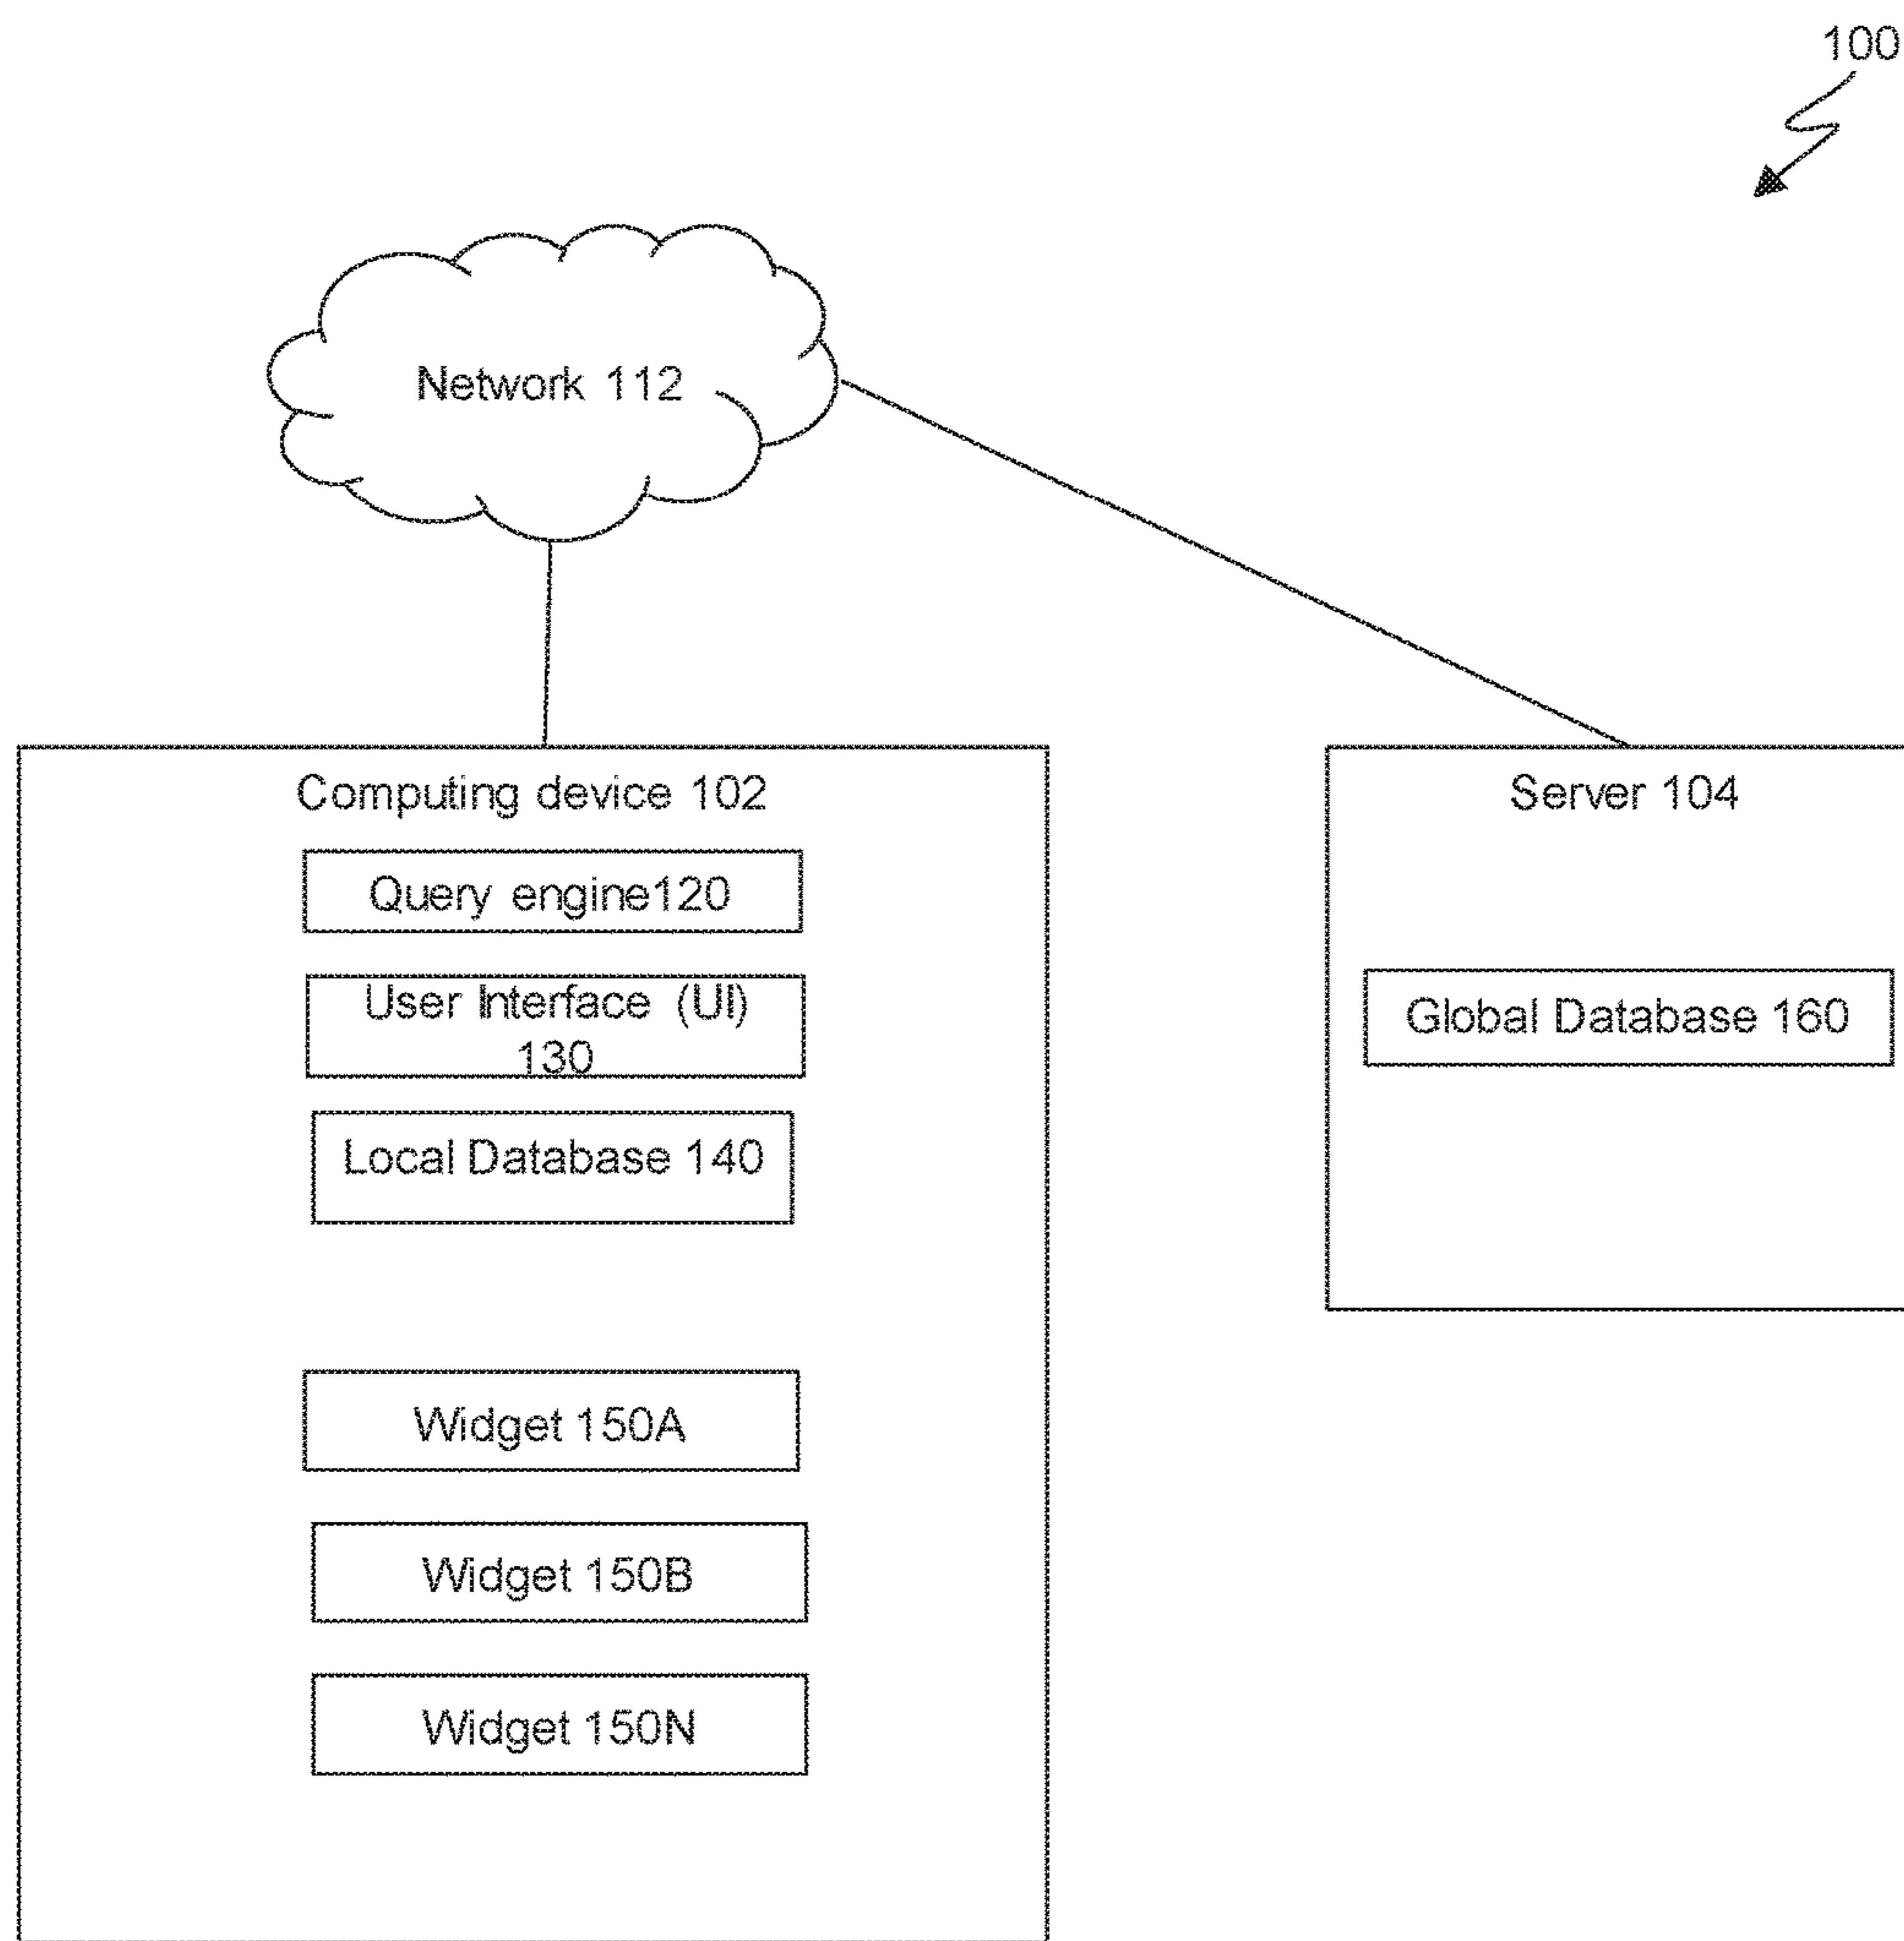 100
Network 112
Computing device 102
Query engine120
User Interface (UI)
130
Local Database 140
Widget 150A
Widget 150B
Widget 150N
Server 104
Global Database 160